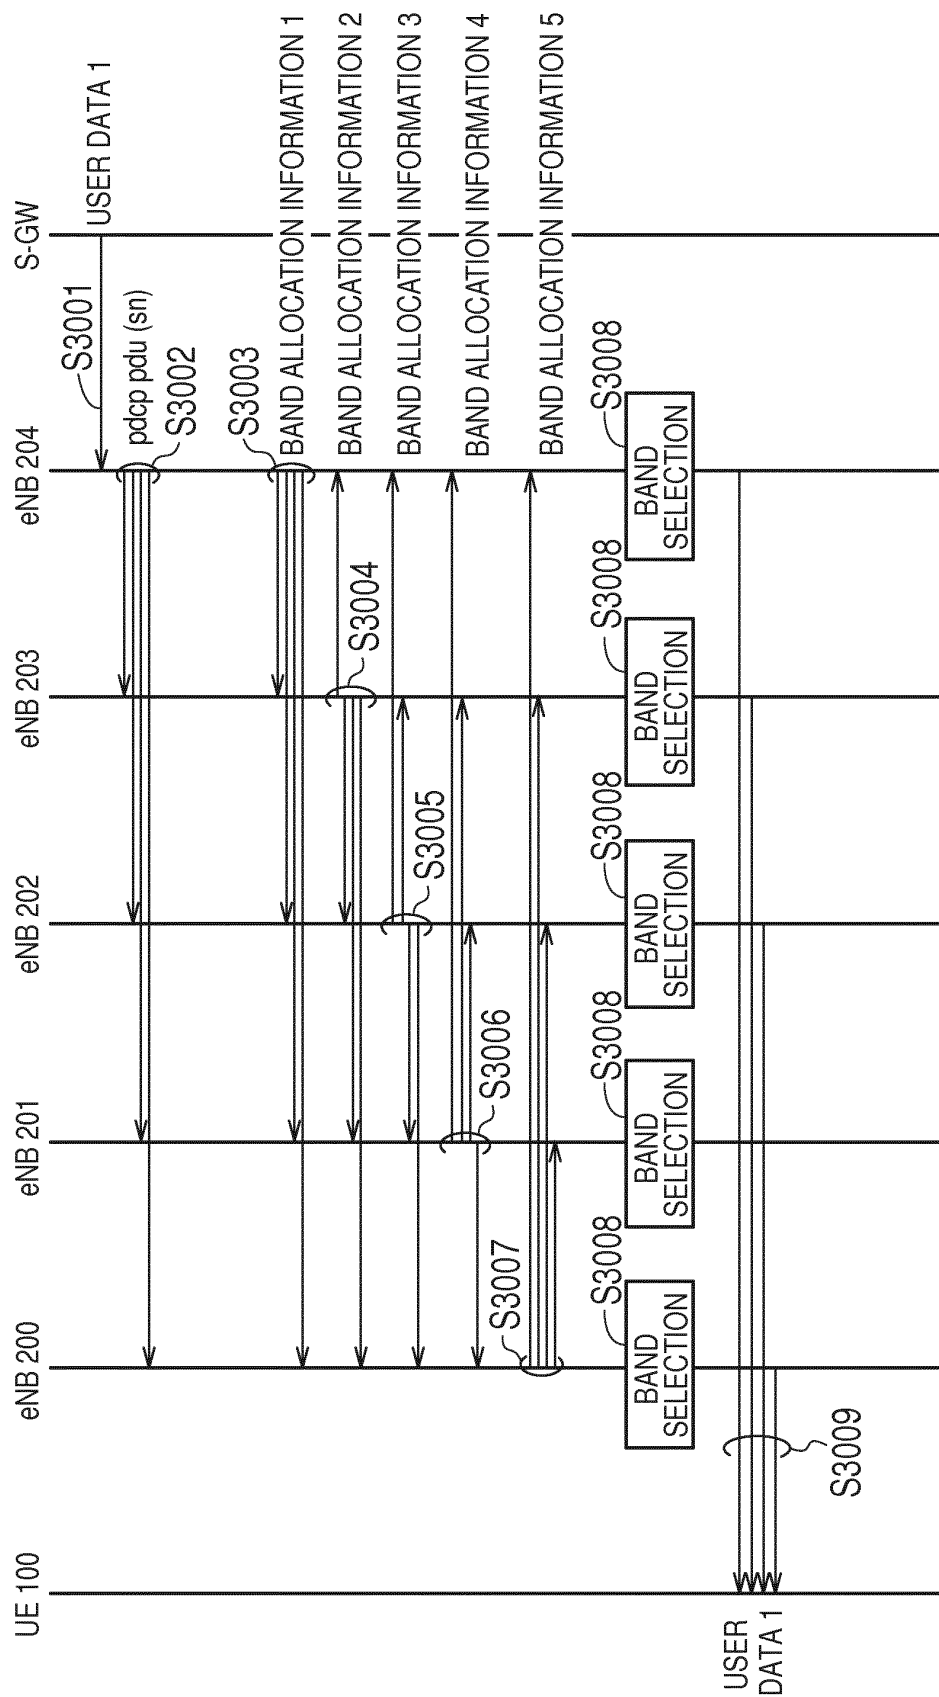 UE 100
eNB 200
eNB 201
eNB 202
eNB 203
eNB 204
S-GW
S3001
USER DATA 1
pdcp pdu (sn)
S3002
S3003
BAND ALLOCATION INFORMATION 1
S3004
BAND ALLOCATION INFORMATION 2
S3005
BAND ALLOCATION INFORMATION 3
S3006
BAND ALLOCATION INFORMATION 4
S3007
BAND ALLOCATION INFORMATION 5
S3008
S3008
S3008
S3008
S3008
BAND
SELECTION
BAND
SELECTION
BAND
SELECTION
BAND
SELECTION
BAND
SELECTION
USER
DATA 1
S3009